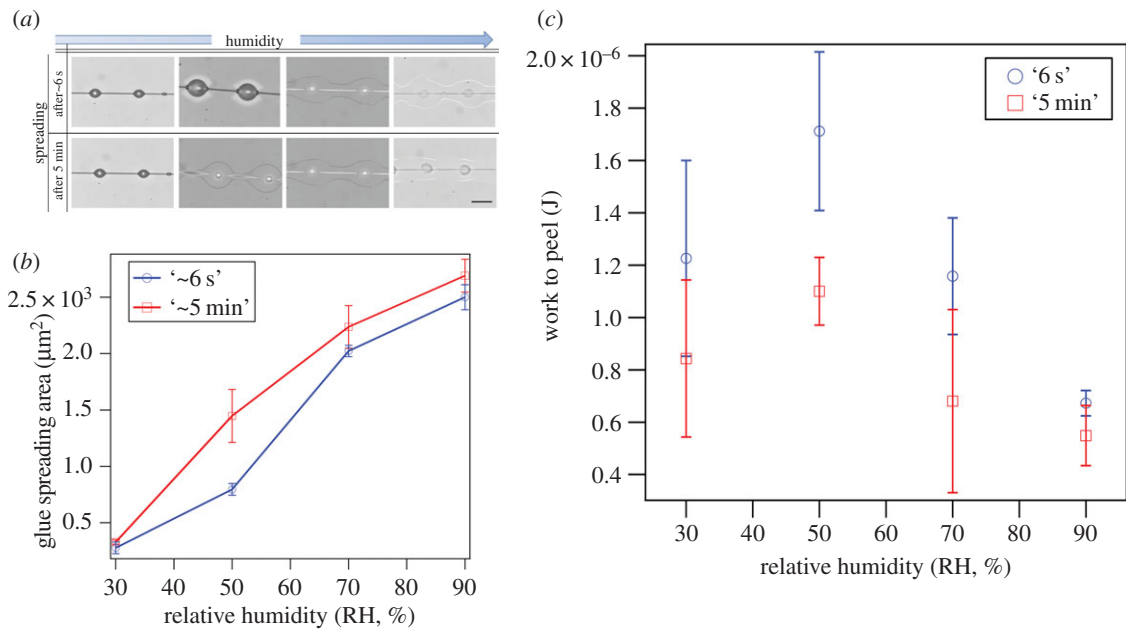 (a)
humidity
spreading
after~6 s
after 5 min
(b)
‘~6 s’
‘~5 min’
glue spreading area (µm²)
2.5 × 10³
2.0
1.5
1.0
0.5
30 40 50 60 70 80 90
relative humidity (RH, %)
(c)
‘6 s’
‘5 min’
work to peel (J)
2.0 × 10⁻⁶
1.6
1.4
1.2
1.0
0.8
0.6
0.4
30 40 50 60 70 80 90
relative humidity (RH, %)